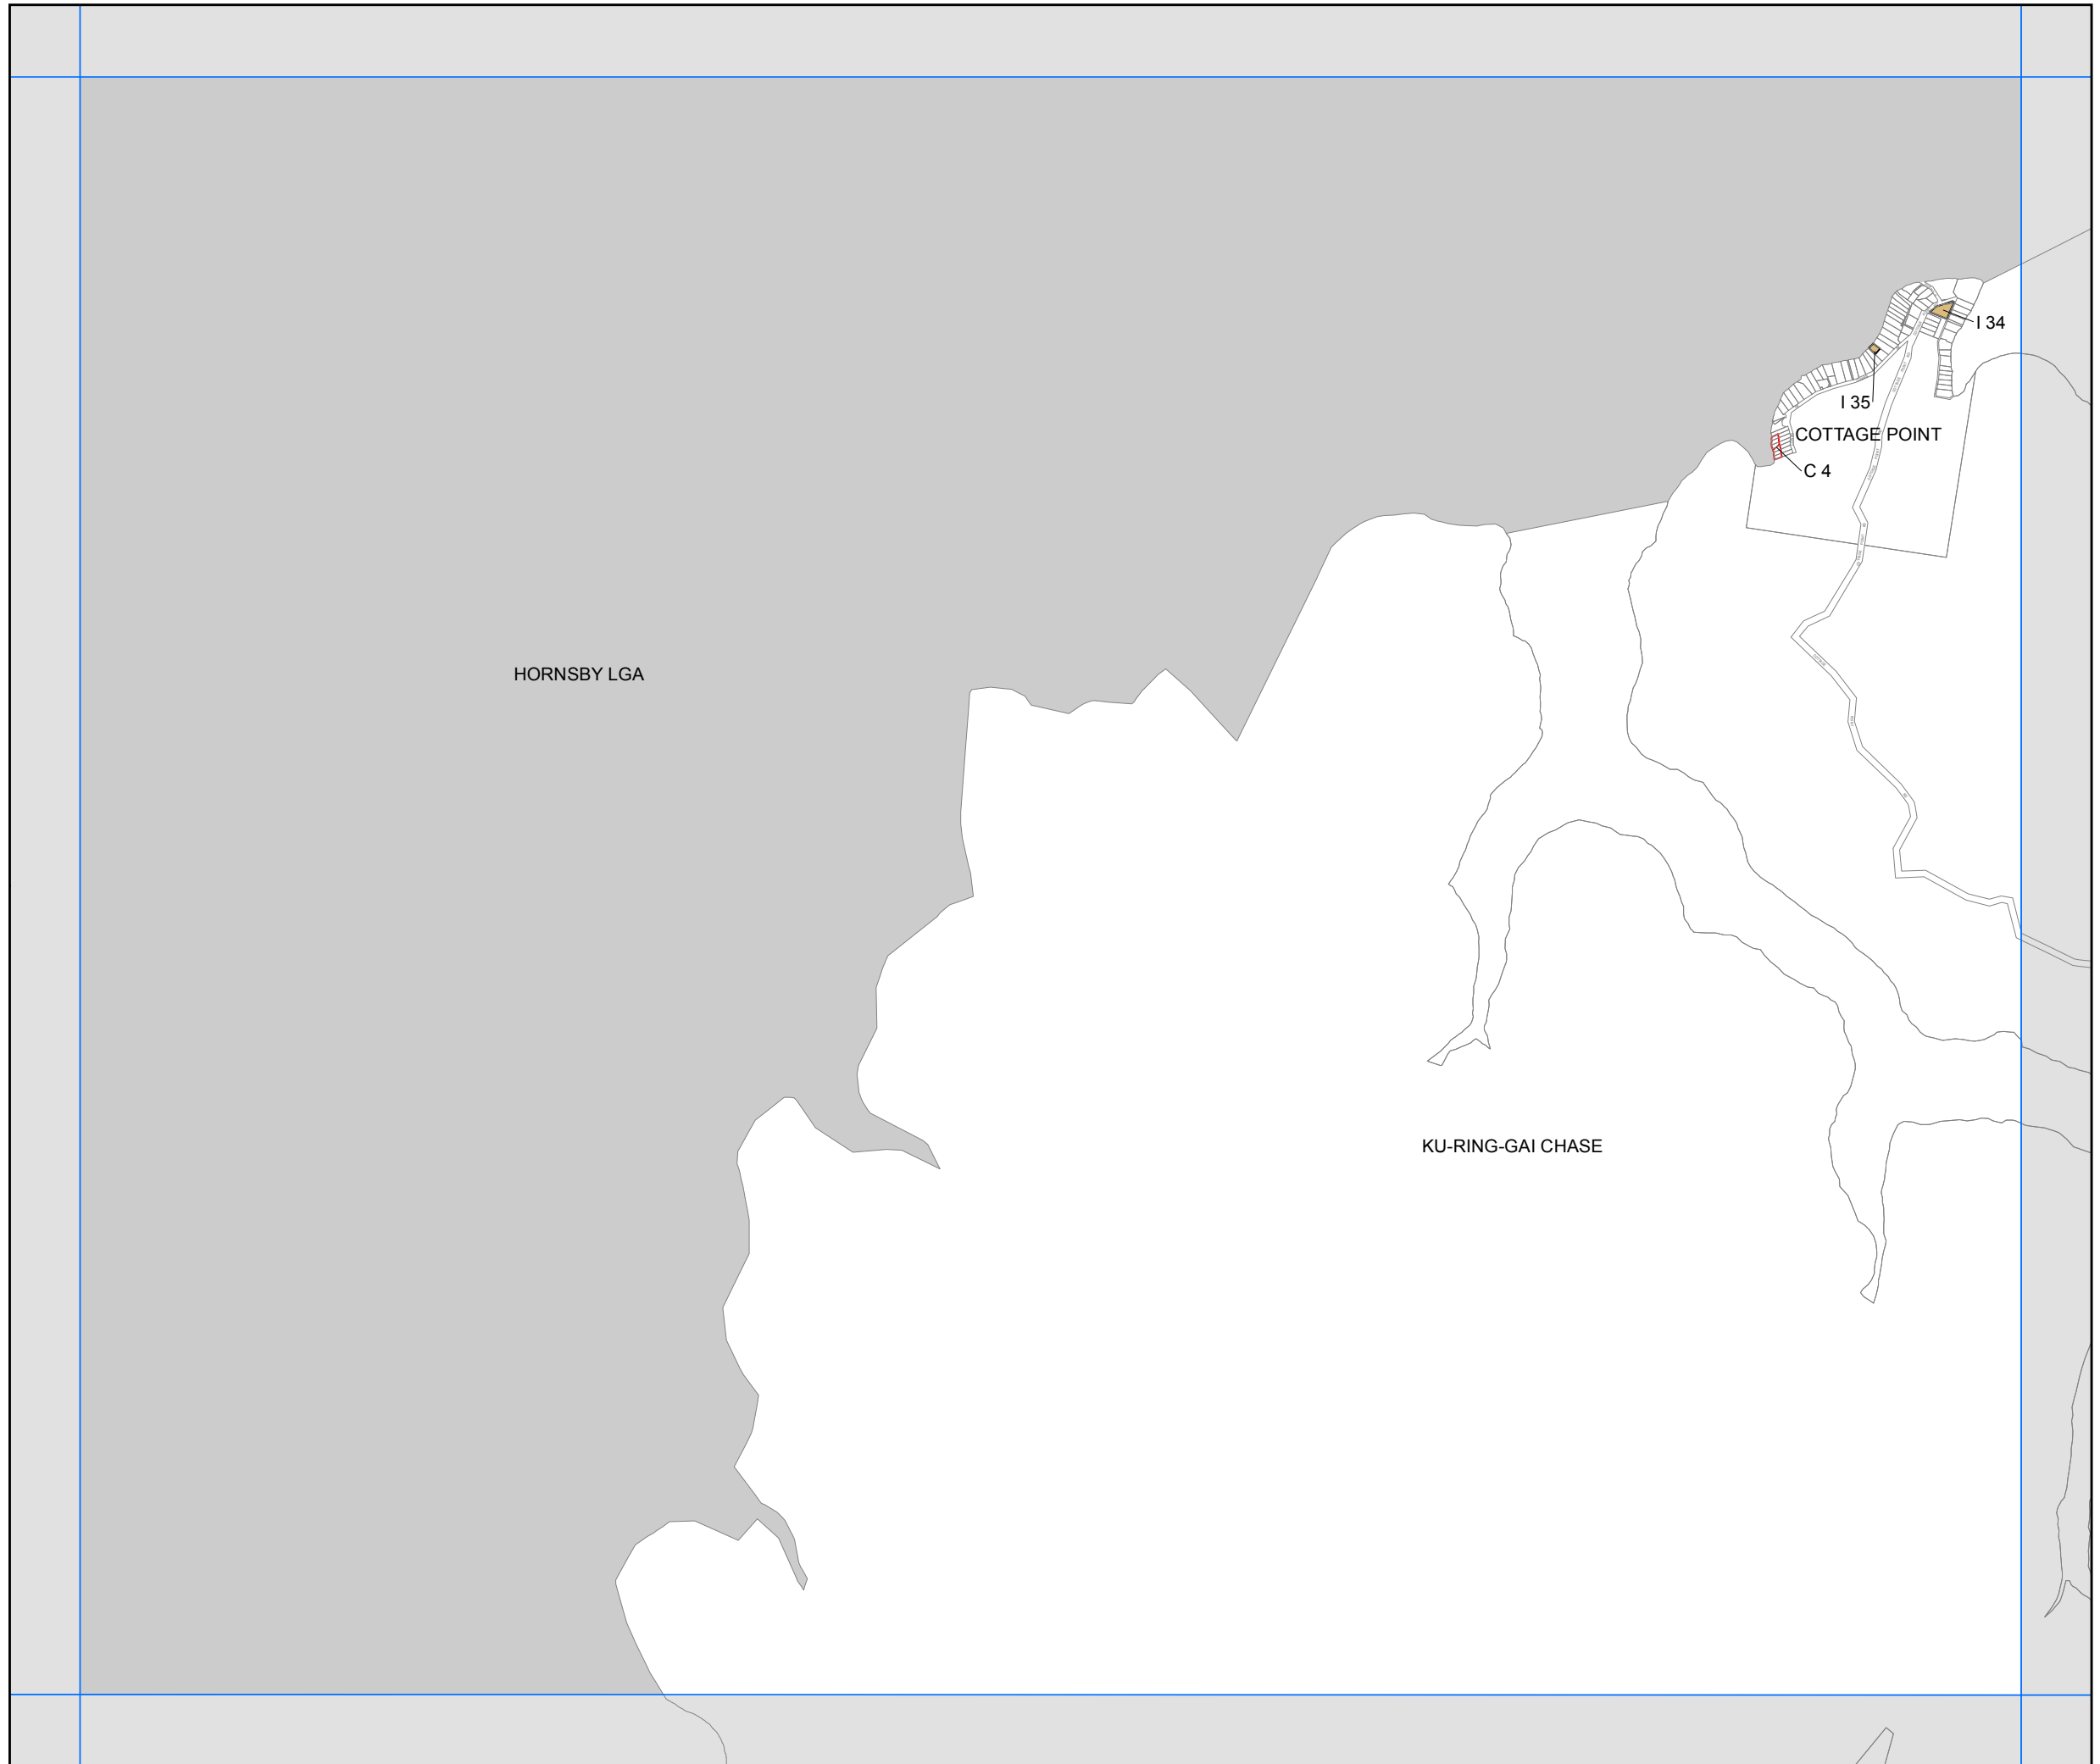 I 34
I 35
COTTAGE POINT
C 4
HORNSBY LGA
KU-RING-GAI CHASE